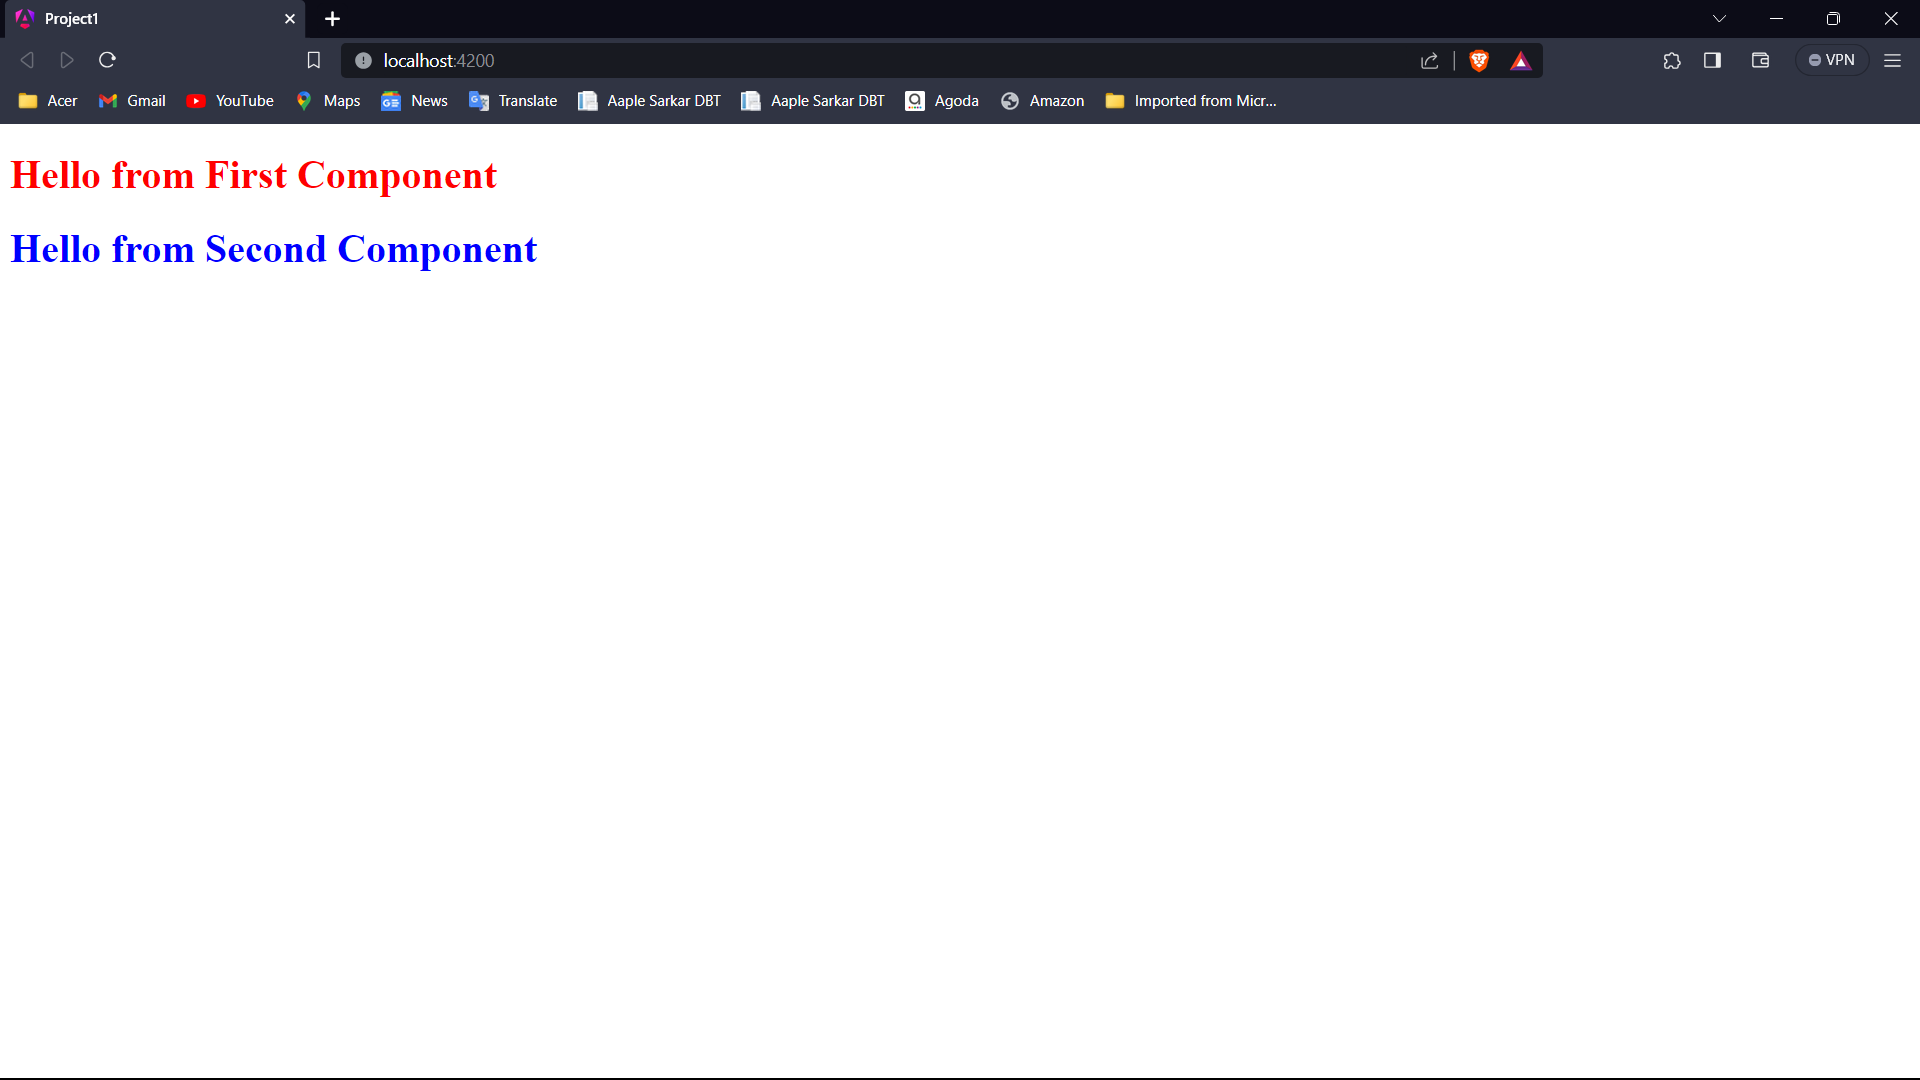 Project1
localhost:4200
VPN
Acer Gmail YouTube Maps News Translate Aaple Sarkar DBT Aaple Sarkar DBT Agoda Amazon Imported from Micr...
Hello from First Component
Hello from Second Component